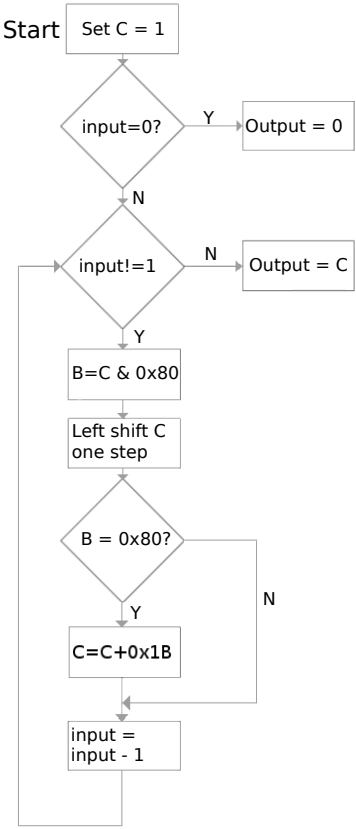 Start
Set C = 1
input=0?
Y
Output = 0
N
input!=1
N
Output = C
Y
B=C & 0x80
Left shift C
one step
B = 0x80?
N
Y
C=C+0x1B
input =
input - 1